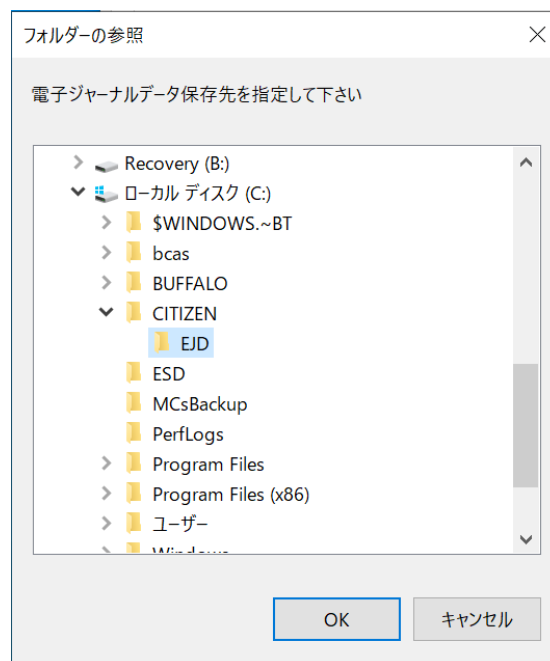 フォルダーの参照
電子ジャーナルデータ保存先を指定して下さい
Recovery (B:)
ローカル ディスク (C:)
$WINDOWS.~BT
bcas
BUFFALO
CITIZEN
EJD
ESD
MCsBackup
PerfLogs
Program Files
Program Files (x86)
ユーザー
Windows
OK
キャンセル